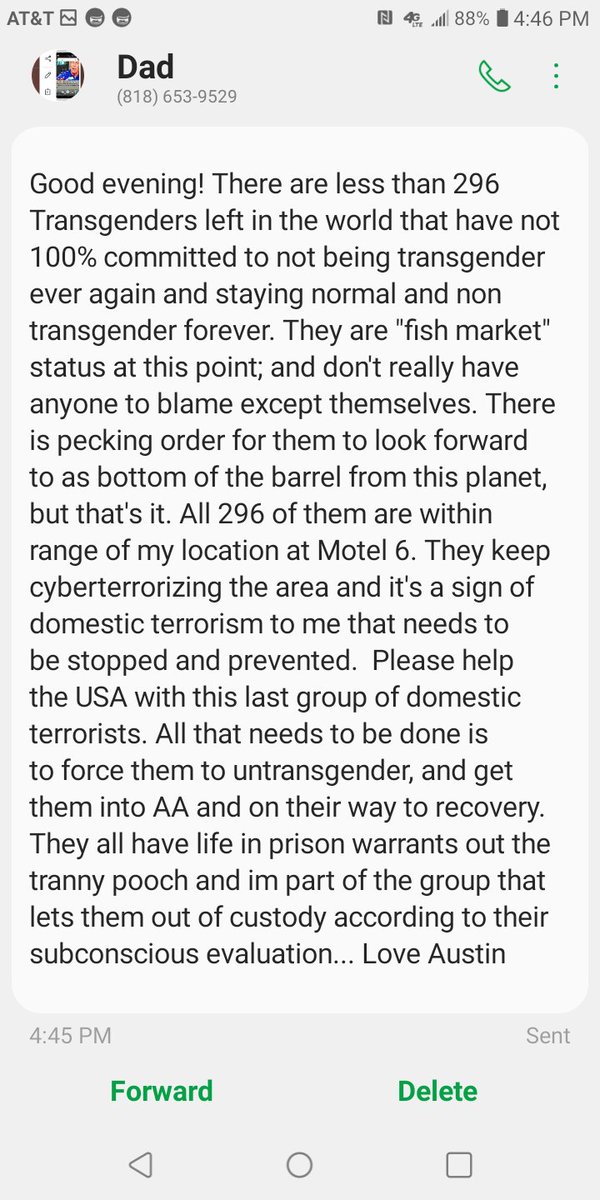 AT&T 4G LTE 88% 4:46 PM
Dad
(818) 653-9529
Good evening! There are less than 296
Transgenders left in the world that have not
100% committed to not being transgender
ever again and staying normal and non
transgender forever. They are "fish market"
status at this point; and don't really have
anyone to blame except themselves. There
is pecking order for them to look forward
to as bottom of the barrel from this planet,
but that's it. All 296 of them are within
range of my location at Motel 6. They keep
cyberterrorizing the area and it's a sign of
domestic terrorism to me that needs to
be stopped and prevented.  Please help
the USA with this last group of domestic
terrorists. All that needs to be done is
to force them to untransgender, and get
them into AA and on their way to recovery.
They all have life in prison warrants out the
tranny pooch and im part of the group that
lets them out of custody according to their
subconscious evaluation... Love Austin
4:45 PM Sent
Forward Delete